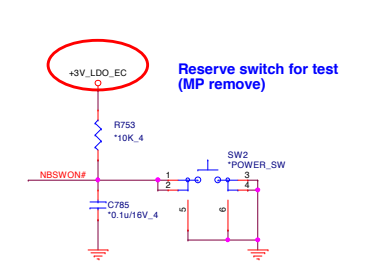 +3V_LDO_EC
Reserve switch for test
(MP remove)
R753
*10K_4
SW2
*POWER_SW
NBSWON#
1
2
3
4
C785
*0.1u/16V_4
5
6